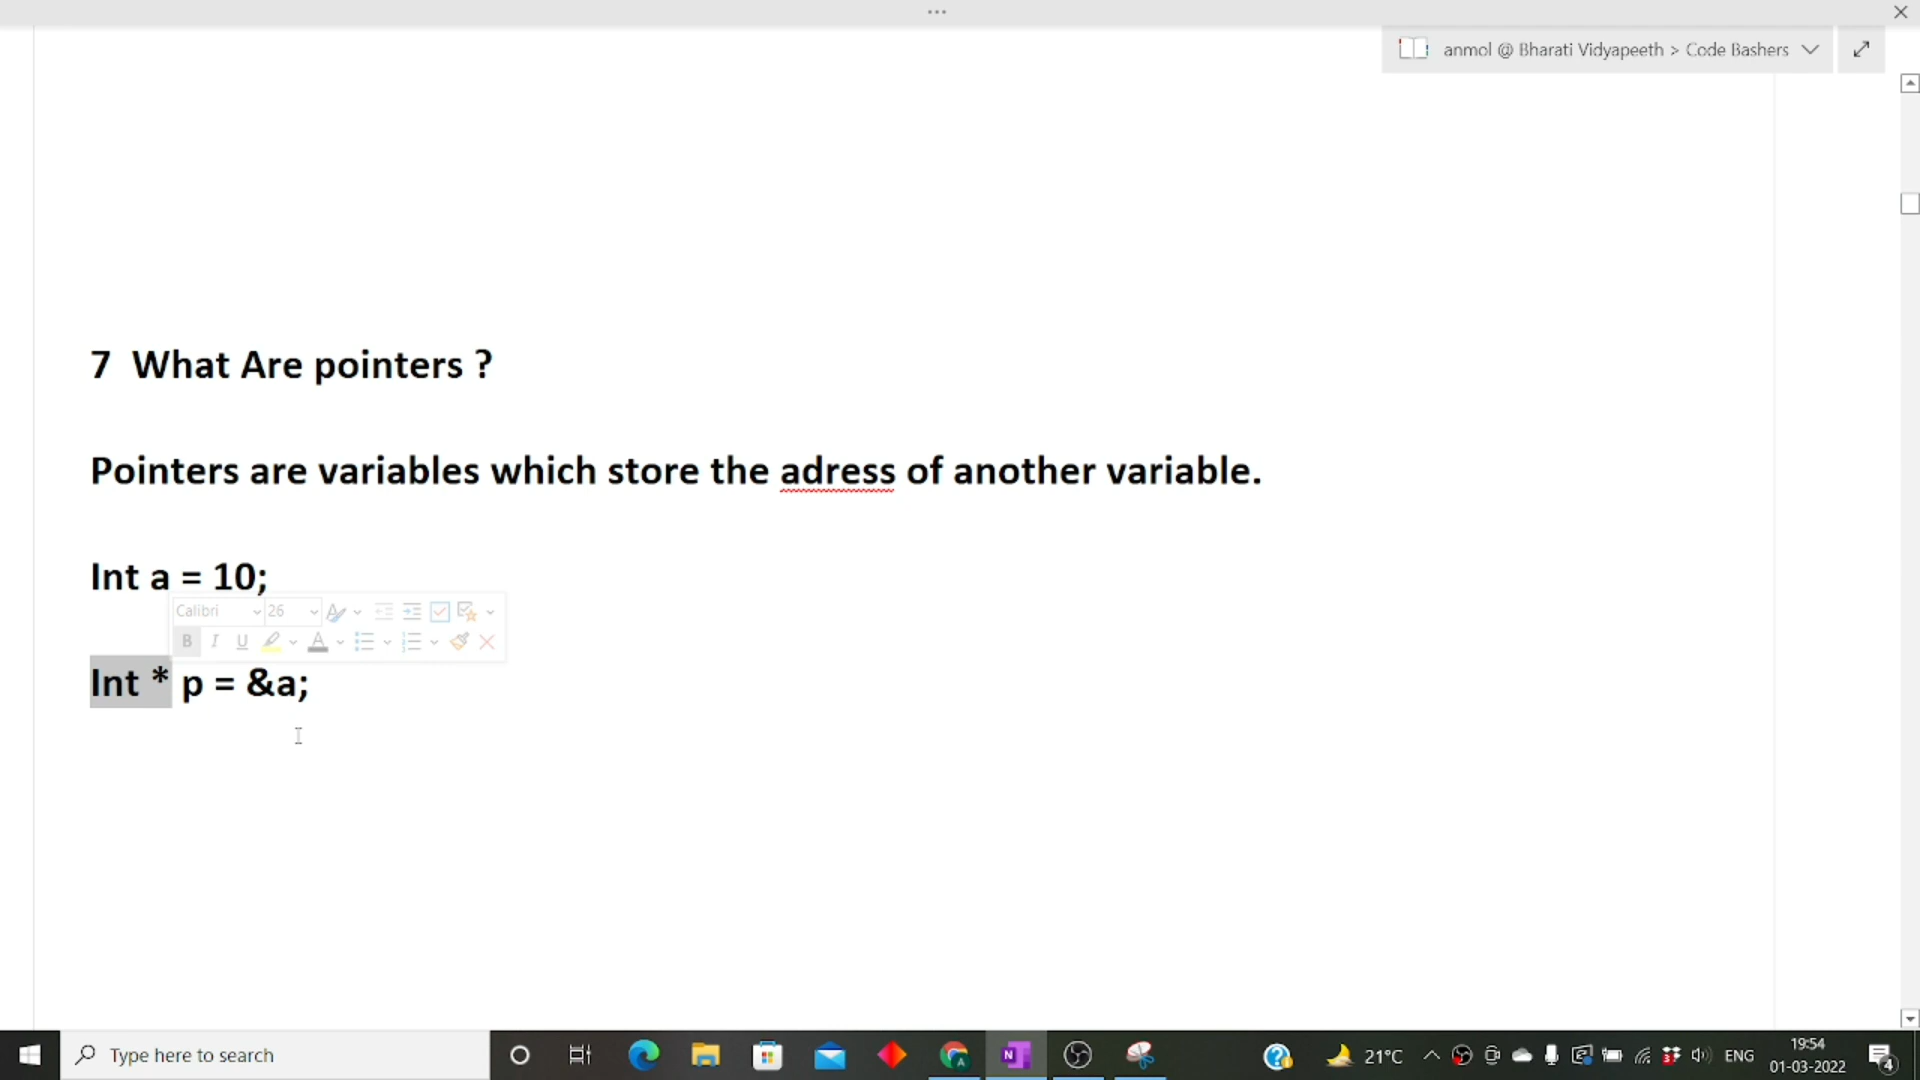 anmol @ Bharati Vidyapeeth > Code Bashers
7 What Are pointers ?
Pointers are variables which store the adress of another variable.
Int a = 10;
Calibri 26
B I U A
Int * p = &a;
Type here to search
21°C
ENG
19:54
01-03-2022
4